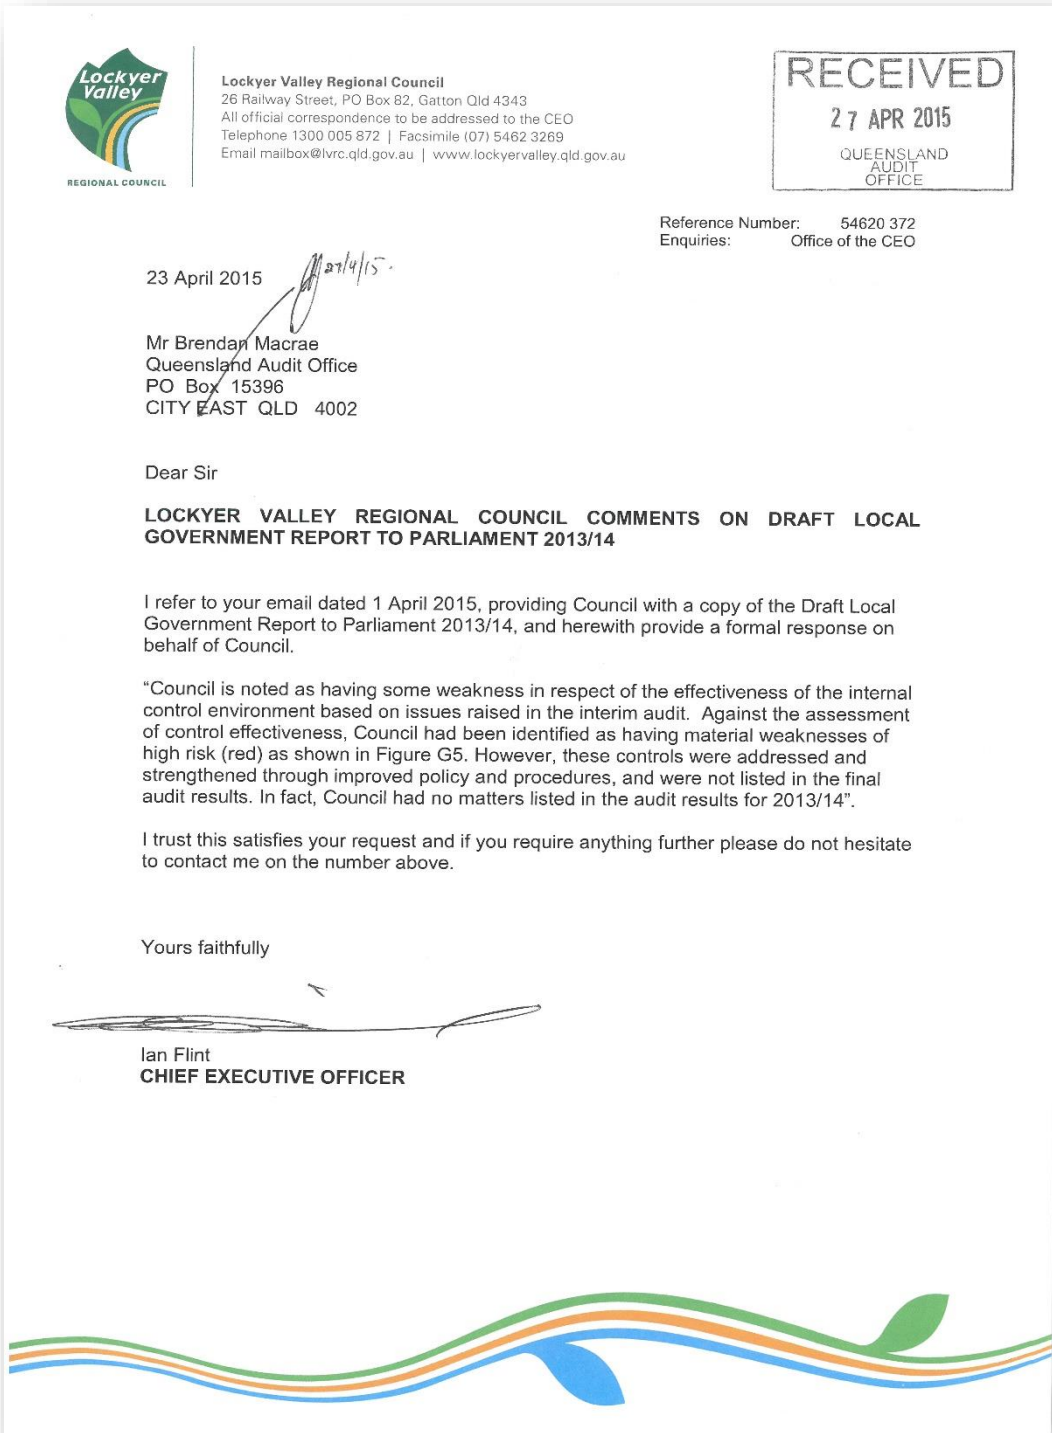 Lockyer
Valley
REGIONAL COUNCIL
Lockyer Valley Regional Council
26 Railway Street, PO Box 82, Gatton Qld 4343
All official correspondence to be addressed to the CEO
Telephone 1300 005 872 | Facsimile (07) 5462 3269
Email mailbox@lvrc.qld.gov.au | www.lockyervalley.qld.gov.au
RECEIVED
27 APR 2015
QUEENSLAND
AUDIT
OFFICE
Reference Number: 54620 372
Enquiries: Office of the CEO
23 April 2015
27/4/15.
Mr Brendan Macrae
Queensland Audit Office
PO Box 15396
CITY EAST QLD 4002
Dear Sir
LOCKYER VALLEY REGIONAL COUNCIL COMMENTS ON DRAFT LOCAL
GOVERNMENT REPORT TO PARLIAMENT 2013/14
I refer to your email dated 1 April 2015, providing Council with a copy of the Draft Local
Government Report to Parliament 2013/14, and herewith provide a formal response on
behalf of Council.
“Council is noted as having some weakness in respect of the effectiveness of the internal
control environment based on issues raised in the interim audit. Against the assessment
of control effectiveness, Council had been identified as having material weaknesses of
high risk (red) as shown in Figure G5. However, these controls were addressed and
strengthened through improved policy and procedures, and were not listed in the final
audit results. In fact, Council had no matters listed in the audit results for 2013/14”.
I trust this satisfies your request and if you require anything further please do not hesitate
to contact me on the number above.
Yours faithfully
Ian Flint
CHIEF EXECUTIVE OFFICER